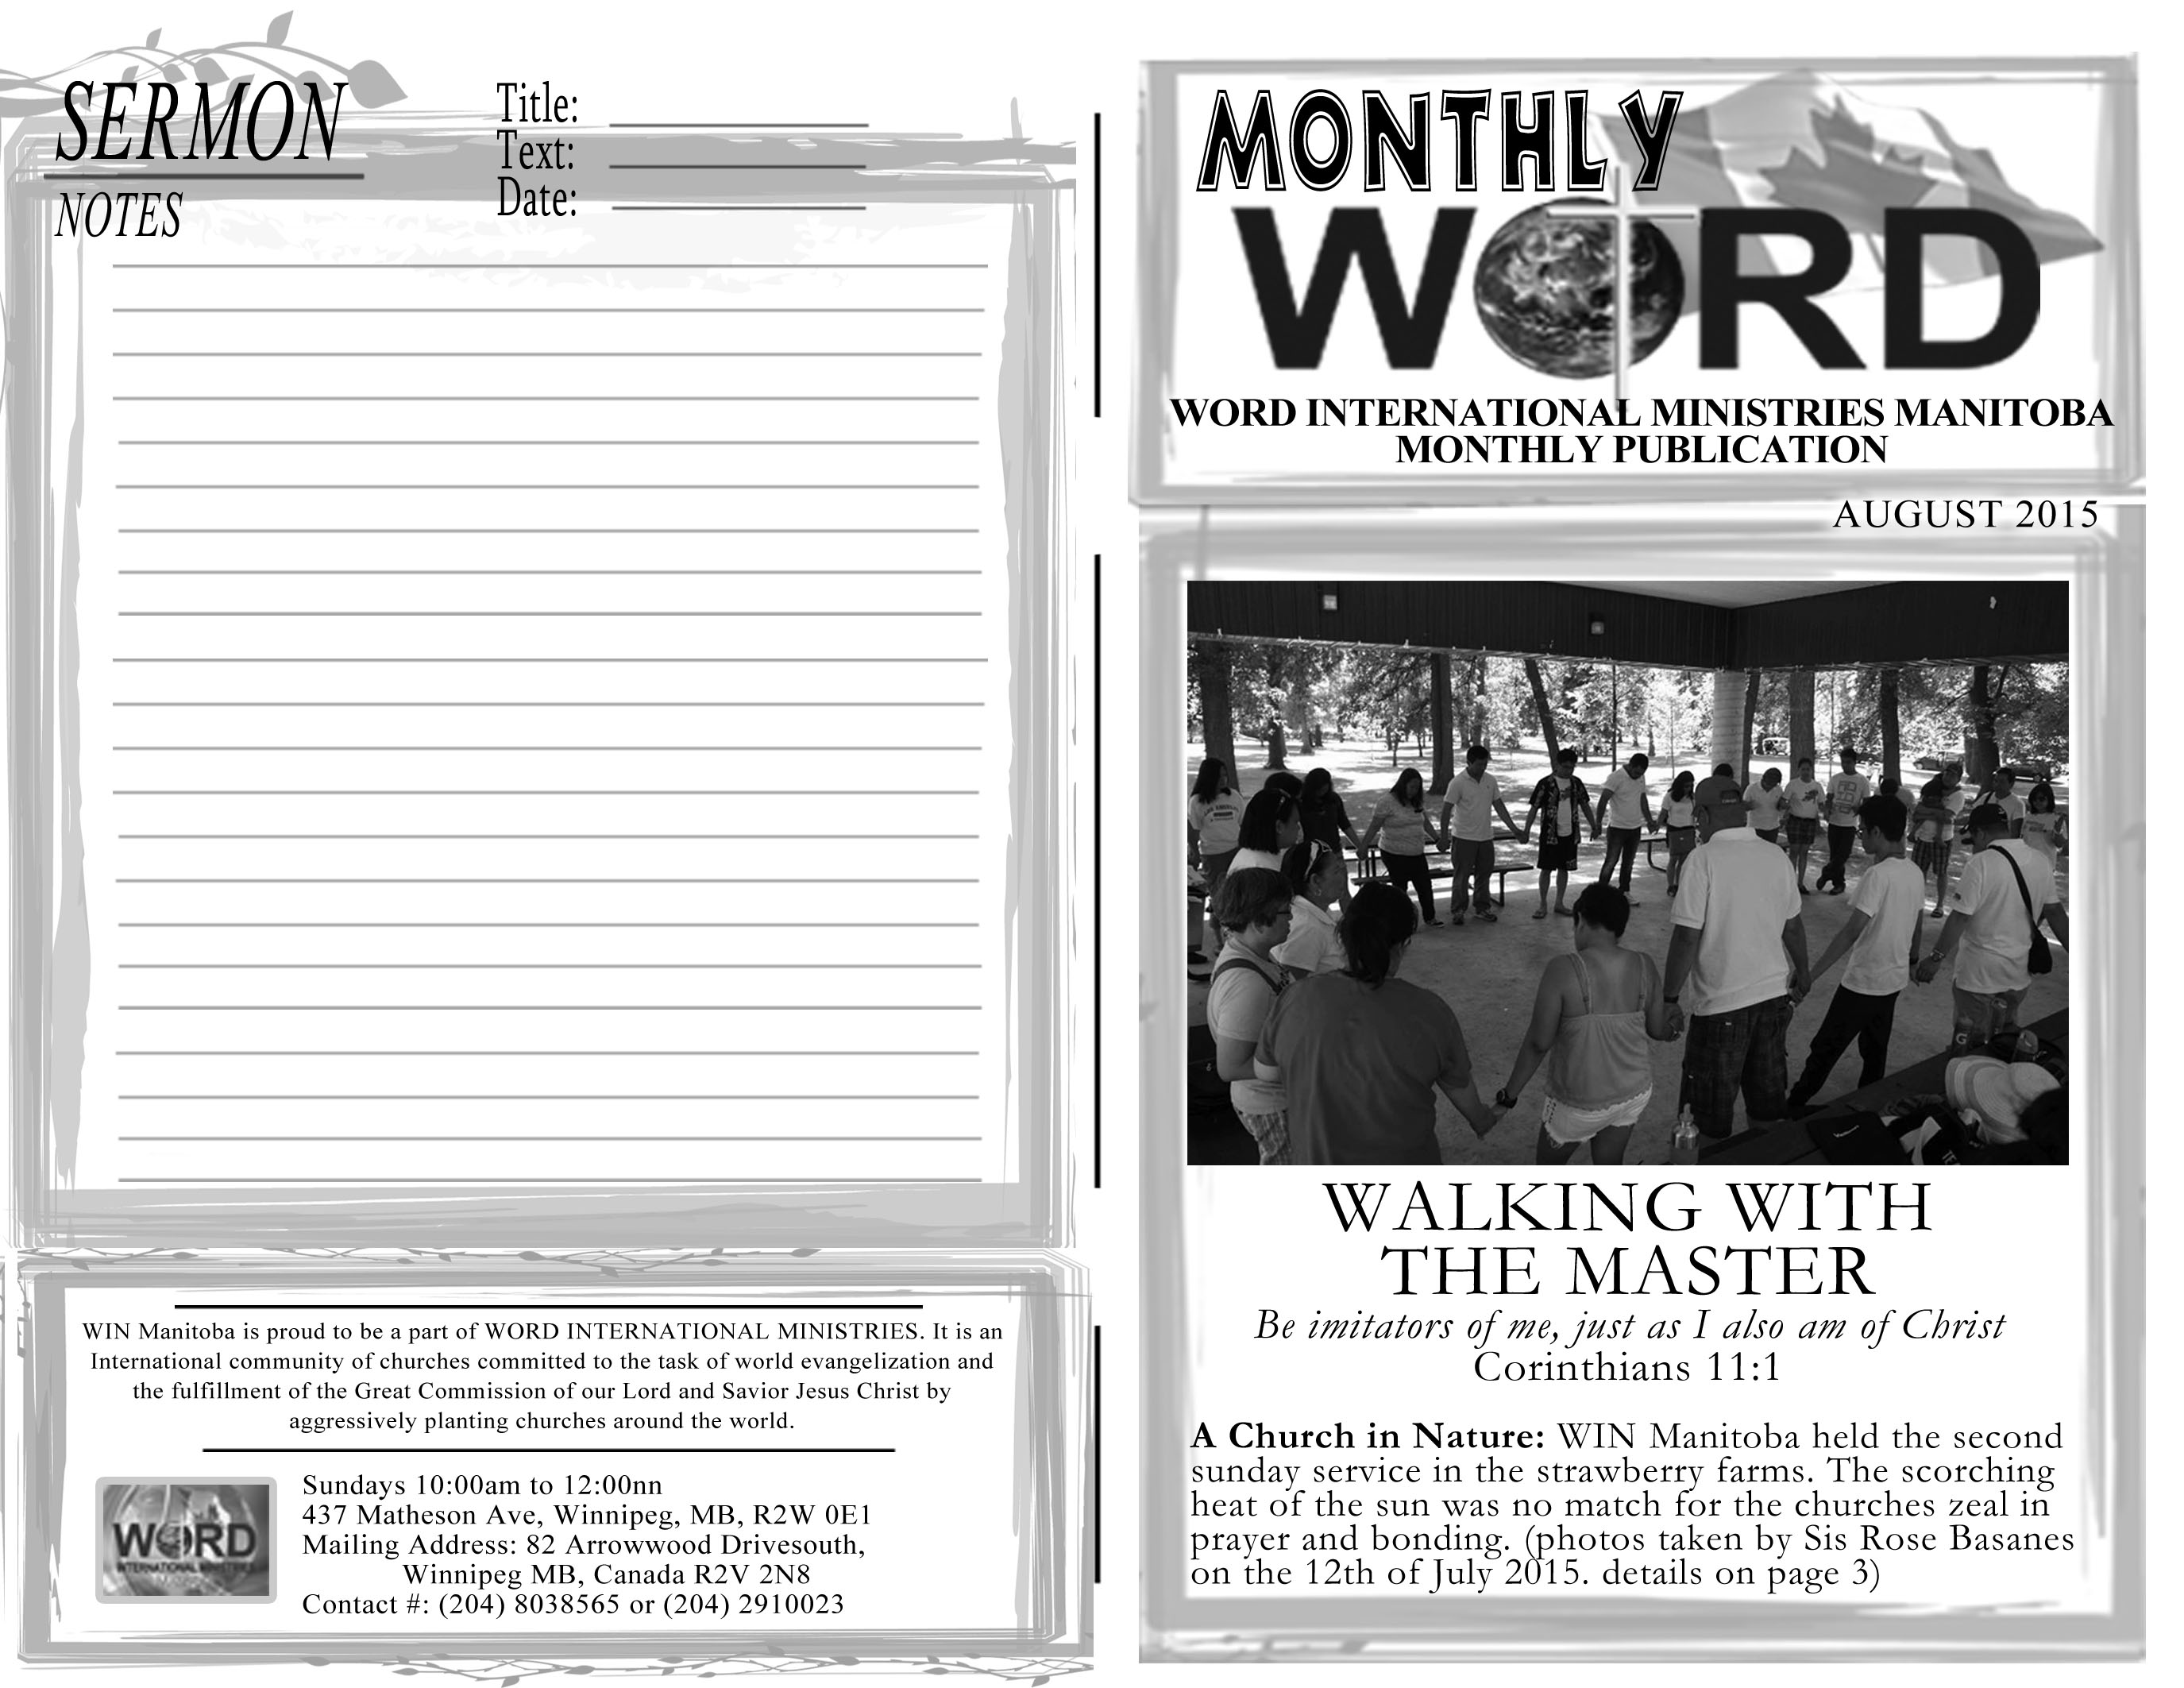 SERMON
NOTES
Title:
Text:
Date:
WIN Manitoba is proud to be a part of WORD INTERNATIONAL MINISTRIES. It is an
International community of churches committed to the task of world evangelization and
the fulfillment of the Great Commission of our Lord and Savior Jesus Christ by
aggressively planting churches around the world.
WORD
INTERNATIONAL MINISTRIES
Sundays 10:00am to 12:00nn
437 Matheson Ave, Winnipeg, MB, R2W 0E1
Mailing Address: 82 Arrowwood Drivesouth,
Winnipeg MB, Canada R2V 2N8
Contact #: (204) 8038565 or (204) 2910023
MONTHLY
WORD
WORD INTERNATIONAL MINISTRIES MANITOBA
MONTHLY PUBLICATION
AUGUST 2015
WALKING WITH
THE MASTER
Be imitators of me, just as I also am of Christ
Corinthians 11:1
A Church in Nature: WIN Manitoba held the second
sunday service in the strawberry farms. The scorching
heat of the sun was no match for the churches zeal in
prayer and bonding. (photos taken by Sis Rose Basanes
on the 12th of July 2015. details on page 3)